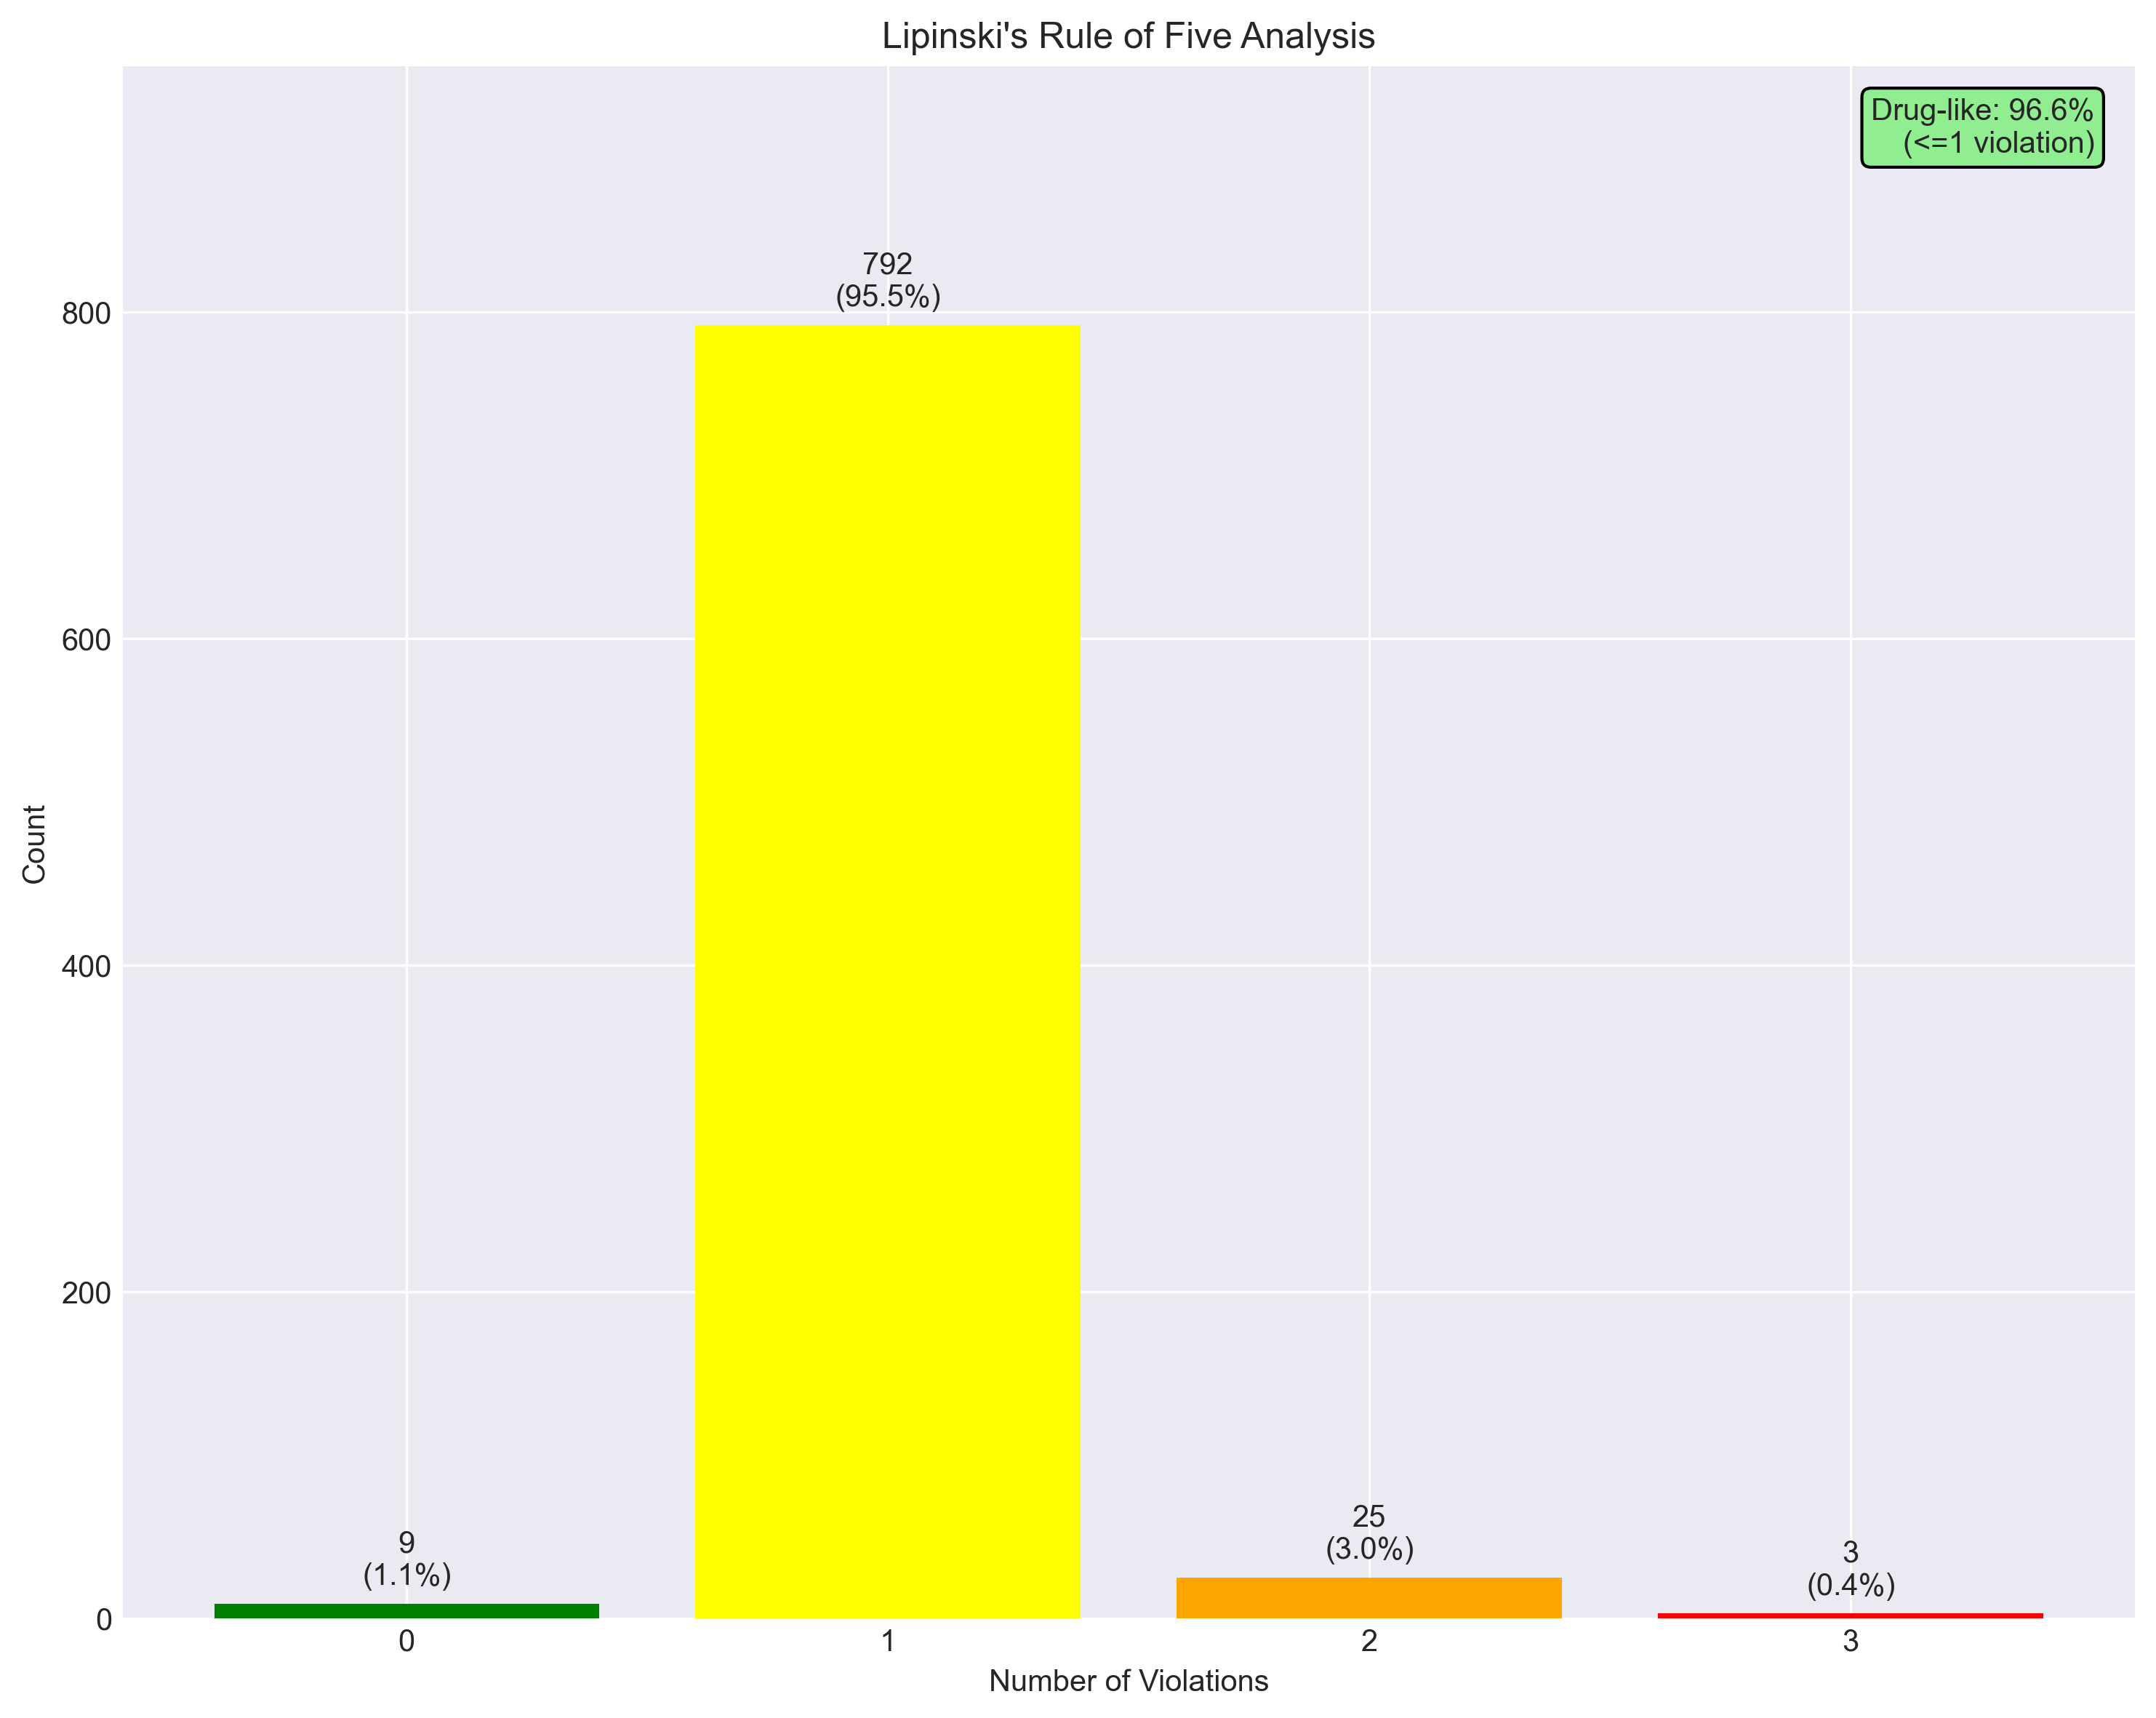 Lipinski's Rule of Five Analysis
Drug-like: 96.6%
(<=1 violation)
792
(95.5%)
800
600
Count
400
200
25
(3.0%)
9
(1.1%)
3
(0.4%)
0
0 1 2 3
Number of Violations